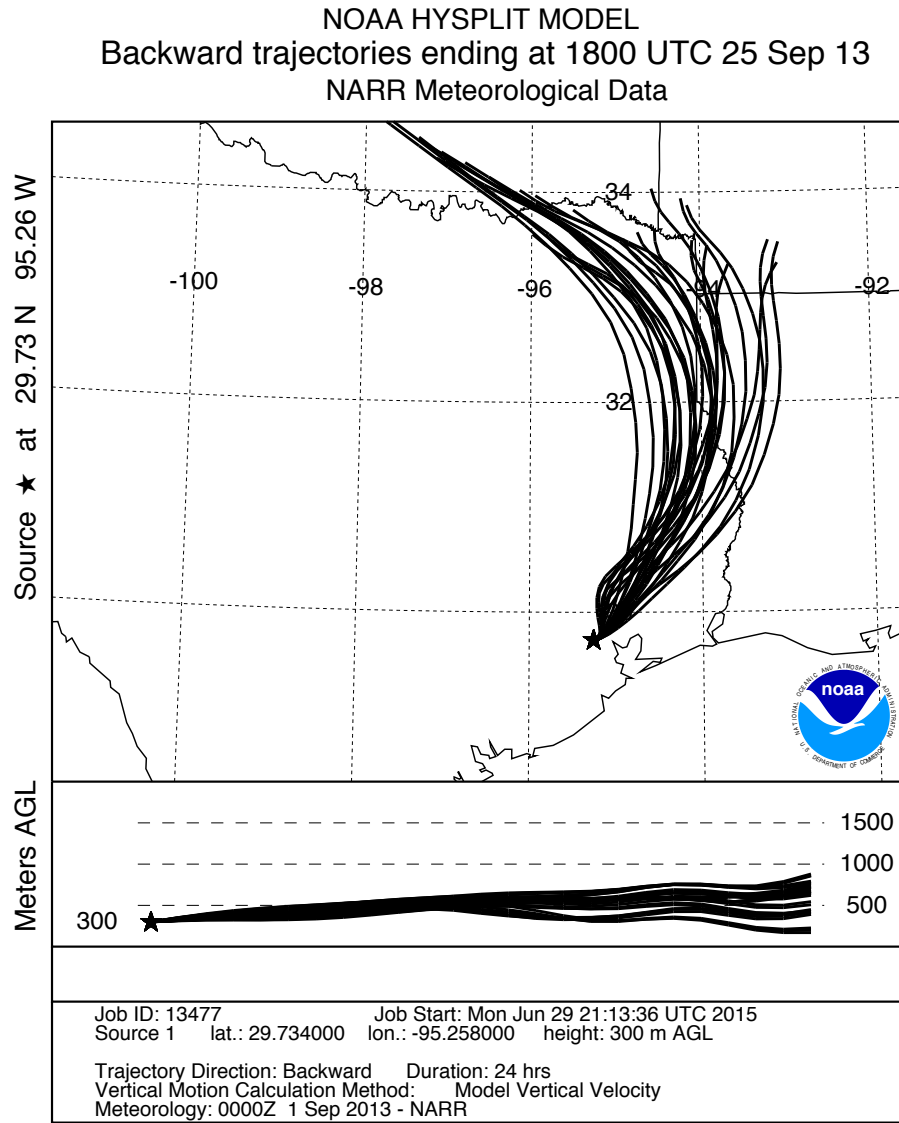 NOAA HYSPLIT MODEL
Backward trajectories ending at 1800 UTC 25 Sep 13
NARR Meteorological Data
Source ★ at 29.73 N 95.26 W
34
-100
-98
-96
-94
-92
32
NATIONAL OCEANIC AND ATMOSPHERIC ADMINISTRATION
noaa
U.S. DEPARTMENT OF COMMERCE
Meters AGL
1500
1000
500
300
Job ID: 13477 Job Start: Mon Jun 29 21:13:36 UTC 2015
Source 1 lat.: 29.734000 lon.: -95.258000 height: 300 m AGL
Trajectory Direction: Backward Duration: 24 hrs
Vertical Motion Calculation Method: Model Vertical Velocity
Meteorology: 0000Z 1 Sep 2013 - NARR